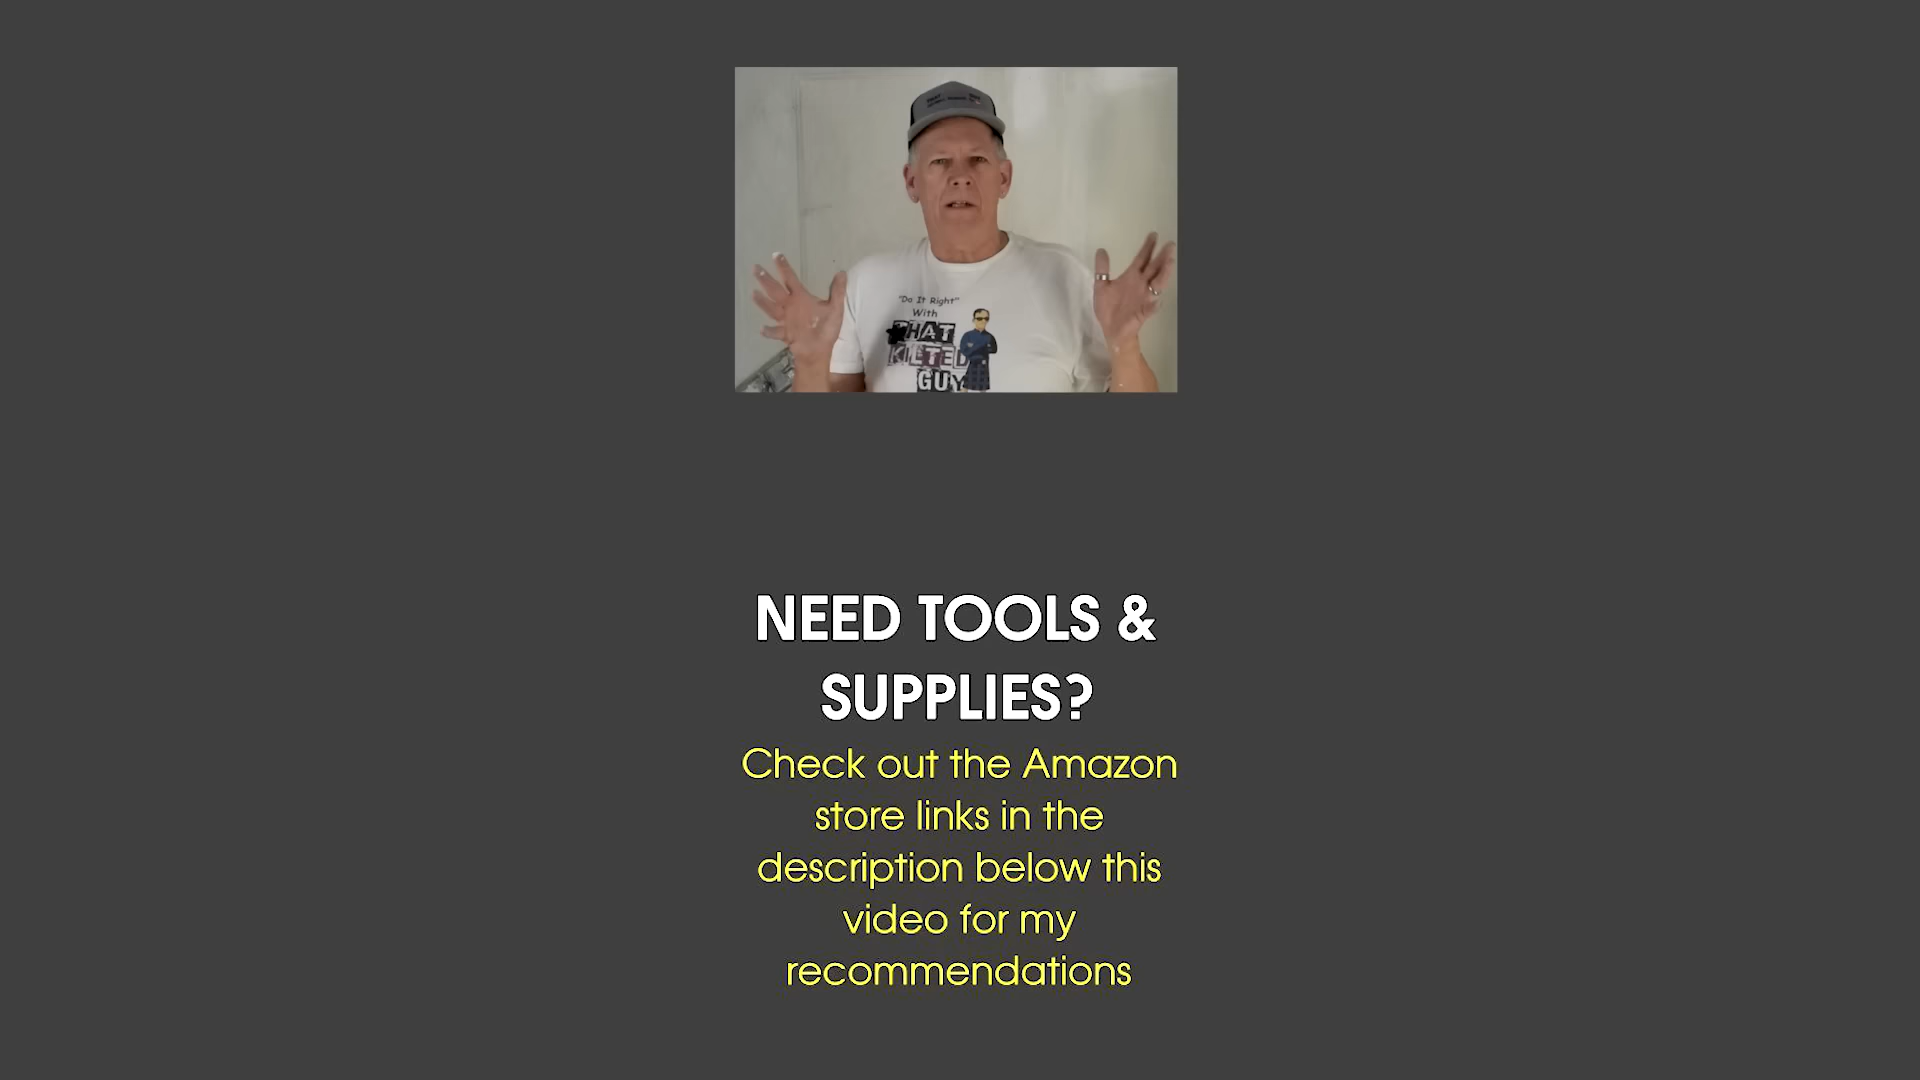 "Do It Right"
With
THAT
KILTED
GUY
NEED TOOLS &
SUPPLIES?
Check out the Amazon
store links in the
description below this
video for my
recommendations